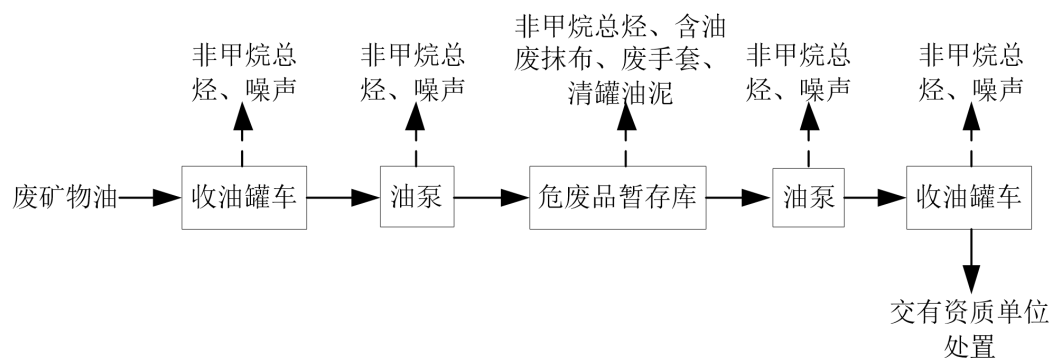 非甲烷总
烃、噪声
非甲烷总
烃、噪声
非甲烷总烃、含油
废抹布、废手套、
清罐油泥
非甲烷总
烃、噪声
非甲烷总
烃、噪声
废矿物油
收油罐车
油泵
危废品暂存库
油泵
收油罐车
交有资质单位
处置